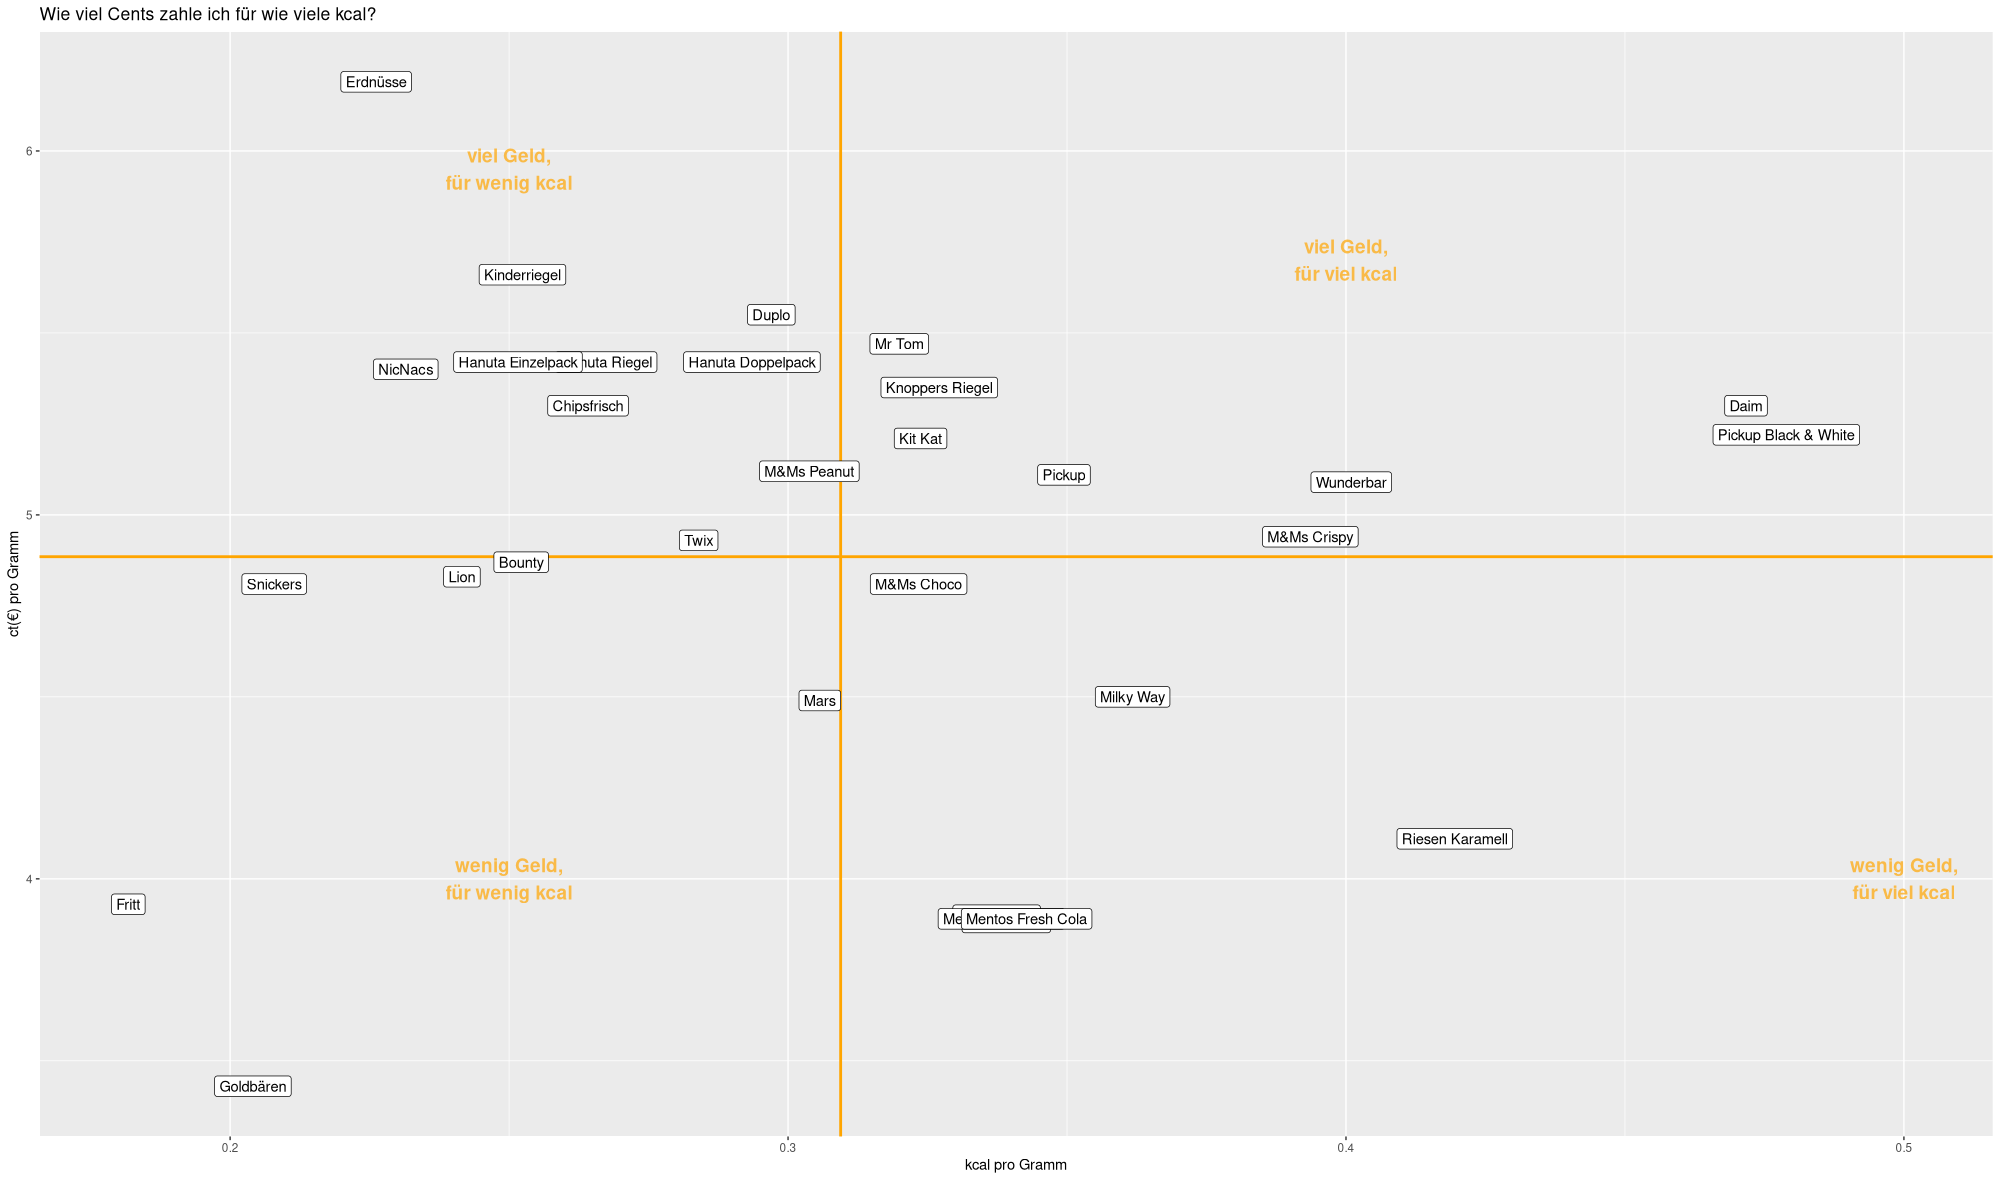 Wie viel Cents zahle ich für wie viele kcal?
Erdnüsse
6
viel Geld,
für wenig kcal
viel Geld,
für viel kcal
Kinderriegel
Duplo
Mr Tom
NicNacs
Hanuta Einzelpack
Riegel
Hanuta Doppelpack
Knoppers Riegel
Chipsfrisch
Daim
Kit Kat
Pickup Black & White
M&Ms Peanut
Pickup
Wunderbar
5
Twix
M&Ms Crispy
Bounty
Lion
Snickers
M&Ms Choco
ct(€) pro Gramm
Mars
Milky Way
Riesen Karamell
wenig Geld,
für wenig kcal
wenig Geld,
für viel kcal
4
Fritt
Mentos Fresh Cola
Goldbären
0.2
0.3
0.4
0.5
kcal pro Gramm